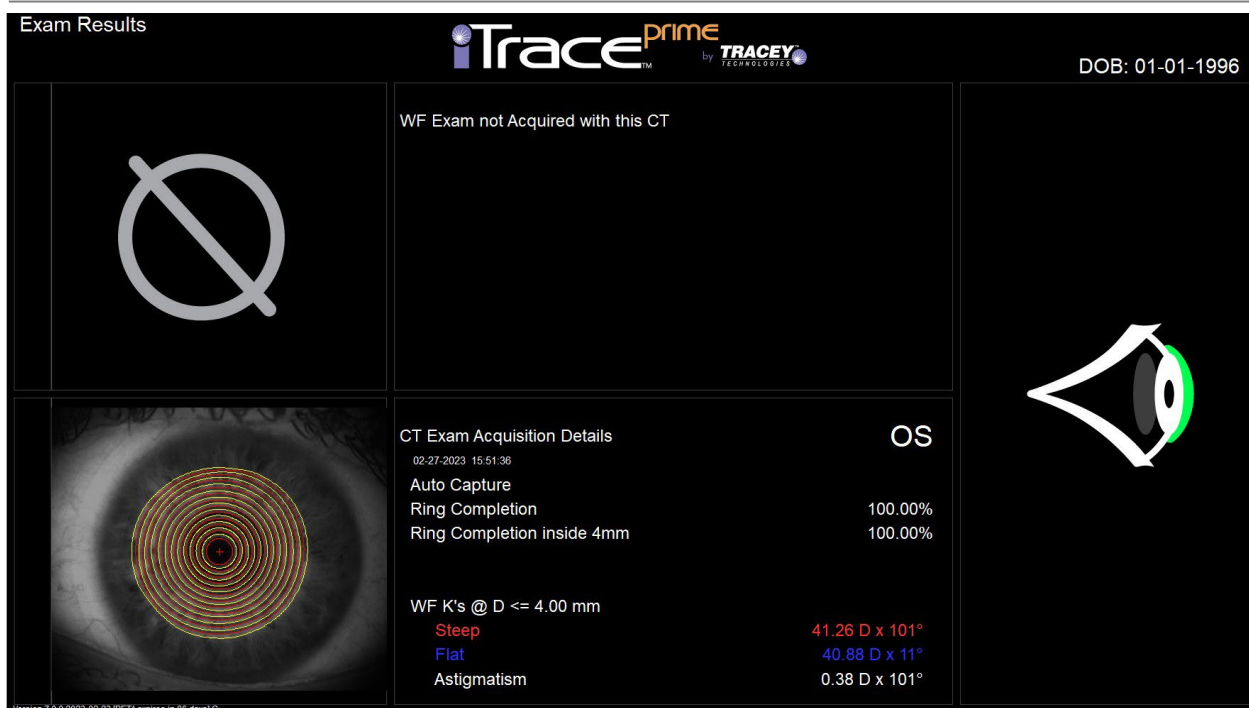 Exam Results
iTrace™ prime
by TRACEY™
TECHNOLOGIES
DOB: 01-01-1996
WF Exam not Acquired with this CT
CT Exam Acquisition Details
OS
02-27-2023 15:51:36
Auto Capture
Ring Completion 100.00%
Ring Completion inside 4mm 100.00%
WF K's @ D <= 4.00 mm
Steep 41.26 D x 101°
Flat 40.88 D x 11°
Astigmatism 0.38 D x 101°